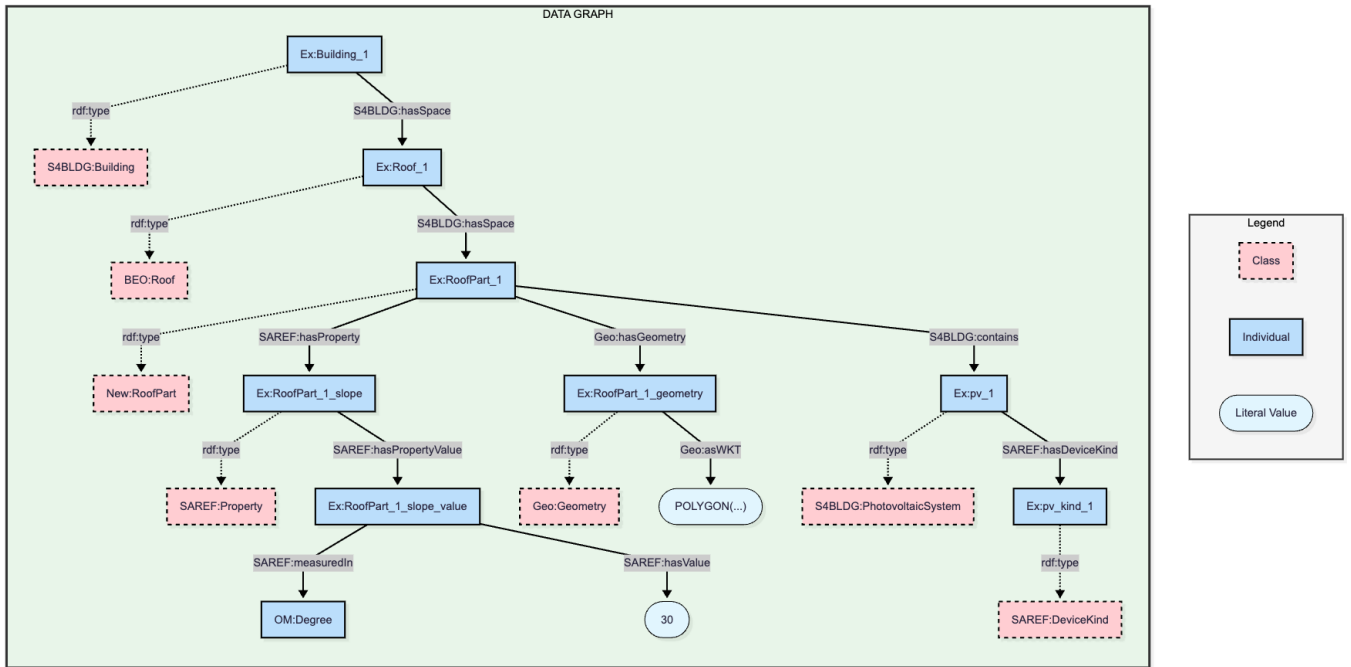 DATA GRAPH
Ex:Building_1
rdf:type
S4BLDG:hasSpace
S4BLDG:Building
Ex:Roof_1
rdf:type
S4BLDG:hasSpace
BEO:Roof
Ex:RoofPart_1
rdf:type
SAREF:hasProperty
Geo:hasGeometry
S4BLDG:contains
New:RoofPart
Ex:RoofPart_1_slope
Ex:RoofPart_1_geometry
Ex:pv_1
rdf:type
SAREF:hasPropertyValue
rdf:type
Geo:asWKT
rdf:type
SAREF:hasDeviceKind
SAREF:Property
Ex:RoofPart_1_slope_value
Geo:Geometry
POLYGON(...)
S4BLDG:PhotovoltaicSystem
Ex:pv_kind_1
SAREF:measuredIn
SAREF:hasValue
rdf:type
OM:Degree
30
SAREF:DeviceKind
Legend
Class
Individual
Literal Value